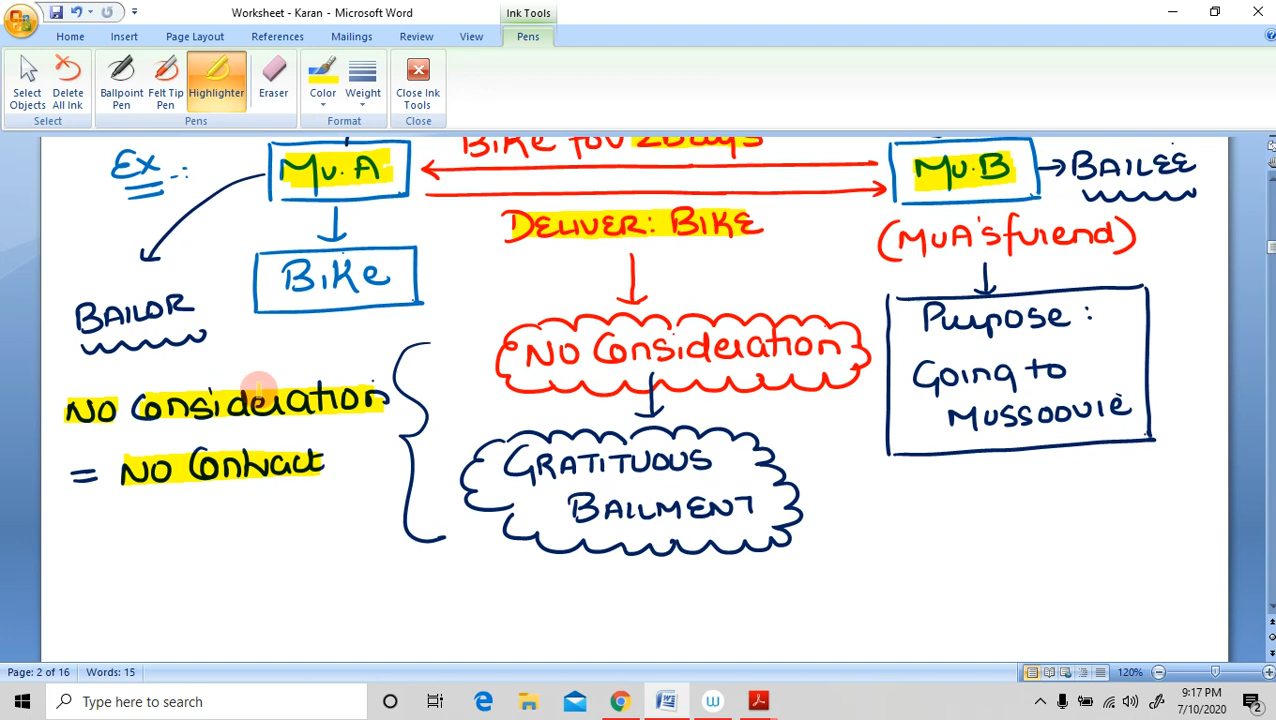 Worksheet - Karan - Microsoft Word
Ink Tools
Home Insert Page Layout References Mailings Review View Pens
Select Objects
Delete All Ink
Ballpoint Pen
Felt Tip Pen
Highlighter
Eraser
Color
Weight
Close Ink Tools
Select Pens Format Close
Bike for 2Days
Ex :
Mr. A
Mr. B
BAILEE
DELIVER: BIKE
(Mr A's friend)
Bike
BAILOR
Purpose :
Going to
Mussoorie
NO Consideration
NO Consideration
= NO Contract
GRATITUOUS
BAILMENT
Page: 2 of 16 Words: 15 120%
Type here to search
9:17 PM
7/10/2020
2